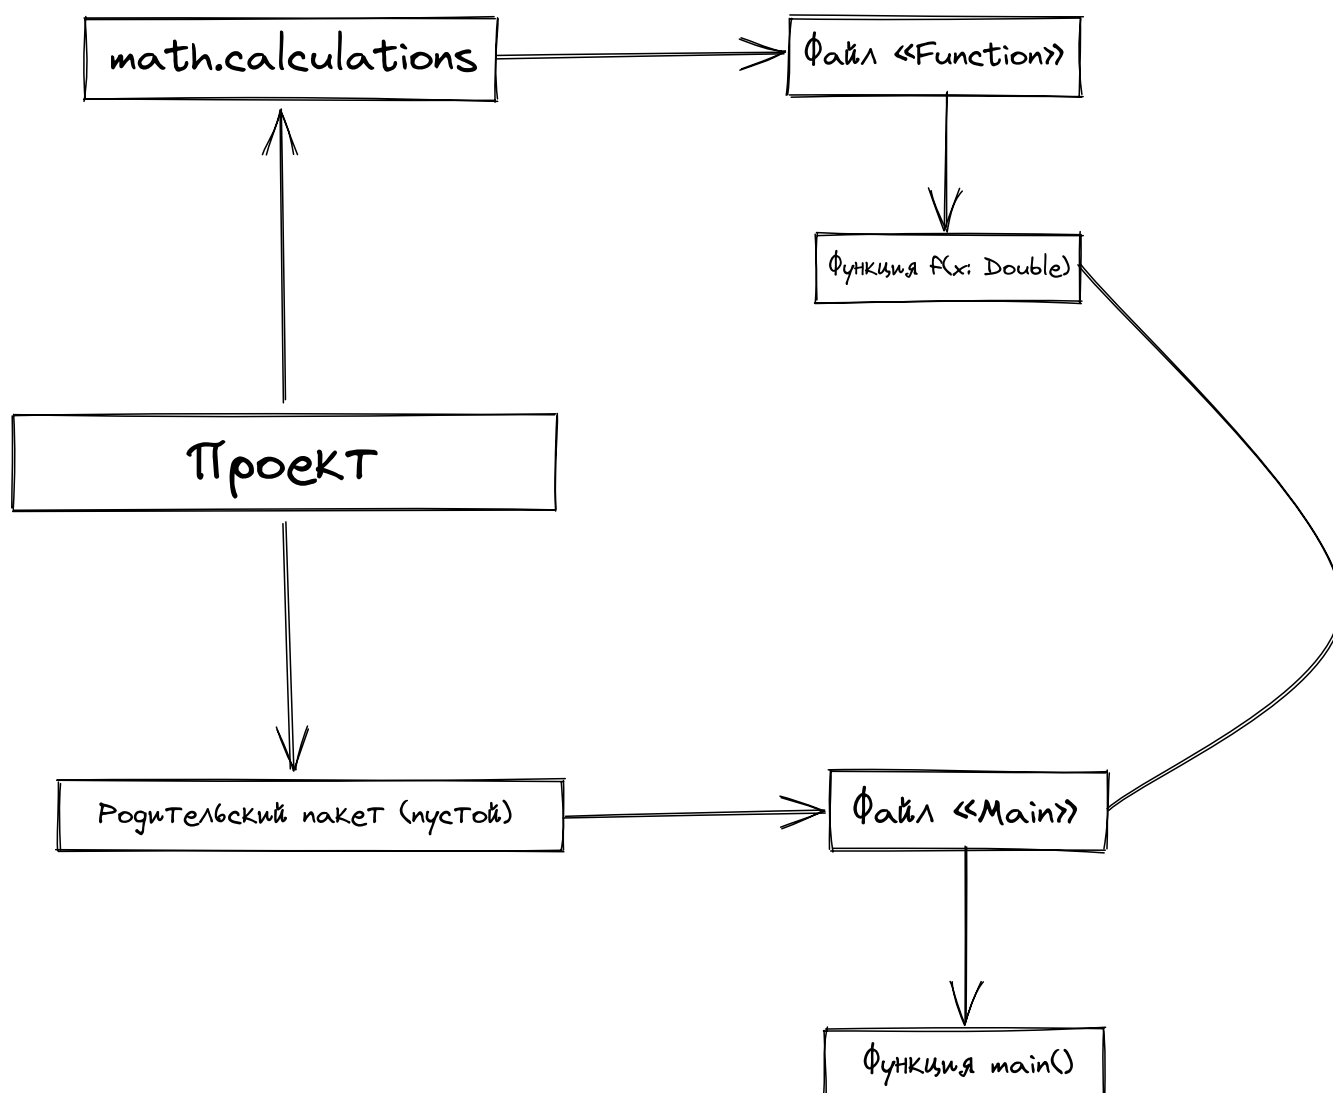 math.calculations
Файл «Function»
Функция f(x: Double)
Проект
Родительский пакет (пустой)
Файл «Main»
Функция main()